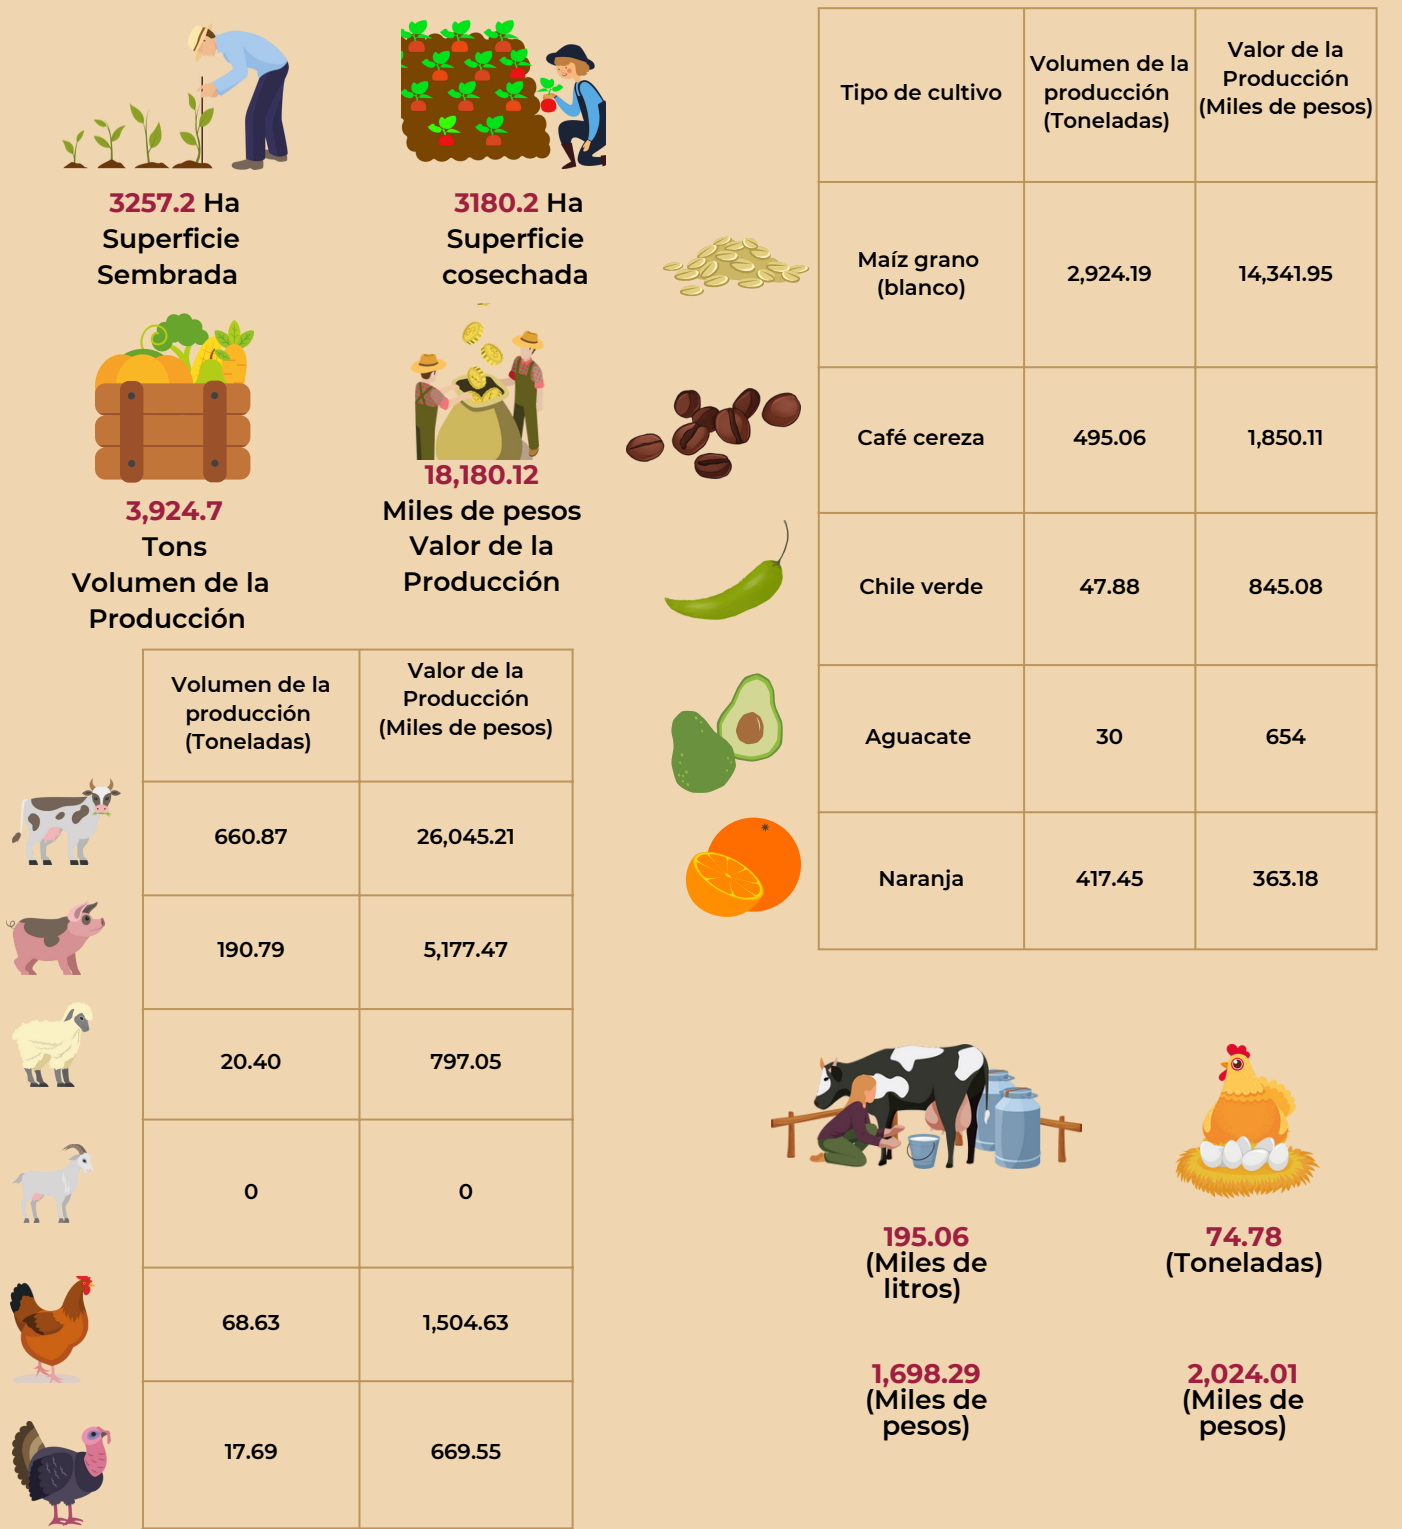 3257.2 Ha
Superficie
Sembrada
3180.2 Ha
Superficie
cosechada
3,924.7
Tons
Volumen de la
Producción
18,180.12
Miles de pesos
Valor de la
Producción
Tipo de cultivo
Volumen de la
producción
(Toneladas)
Valor de la
Producción
(Miles de pesos)
Maíz grano
(blanco)
2,924.19
14,341.95
Café cereza
495.06
1,850.11
Chile verde
47.88
845.08
Aguacate
30
654
Naranja
417.45
363.18
Volumen de la
producción
(Toneladas)
Valor de la
Producción
(Miles de pesos)
660.87
26,045.21
190.79
5,177.47
20.40
797.05
0
0
68.63
1,504.63
17.69
669.55
195.06
(Miles de
litros)
1,698.29
(Miles de
pesos)
74.78
(Toneladas)
2,024.01
(Miles de
pesos)